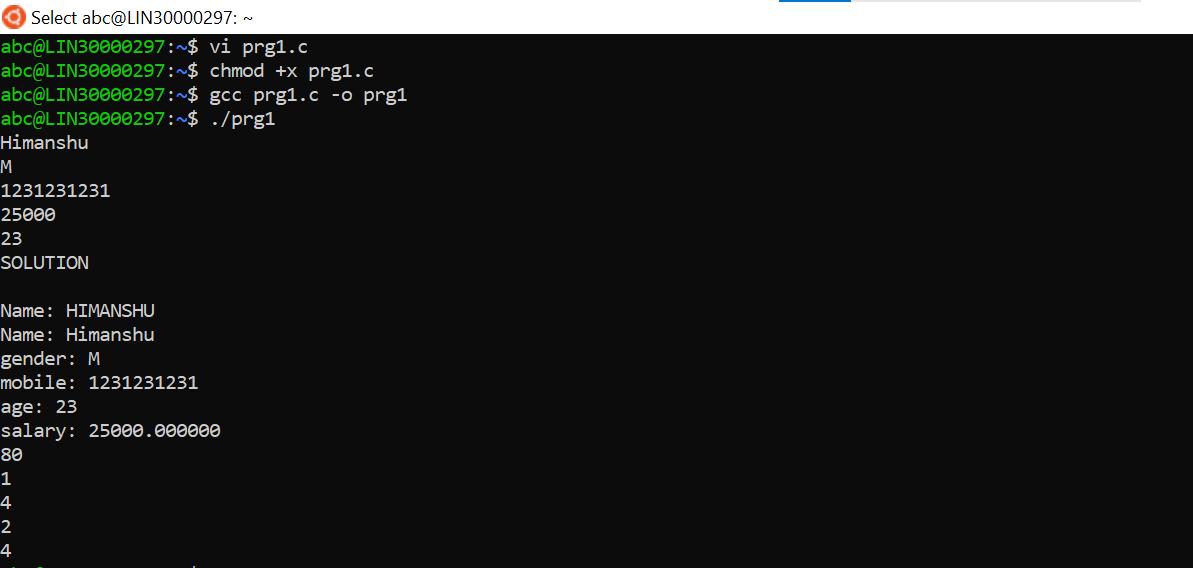 Select abc@LIN30000297: ~
abc@LIN30000297:~$ vi prg1.c
abc@LIN30000297:~$ chmod +x prg1.c
abc@LIN30000297:~$ gcc prg1.c -o prg1
abc@LIN30000297:~$ ./prg1
Himanshu
M
1231231231
25000
23
SOLUTION

Name: HIMANSHU
Name: Himanshu
gender: M
mobile: 1231231231
age: 23
salary: 25000.000000
80
1
4
2
4